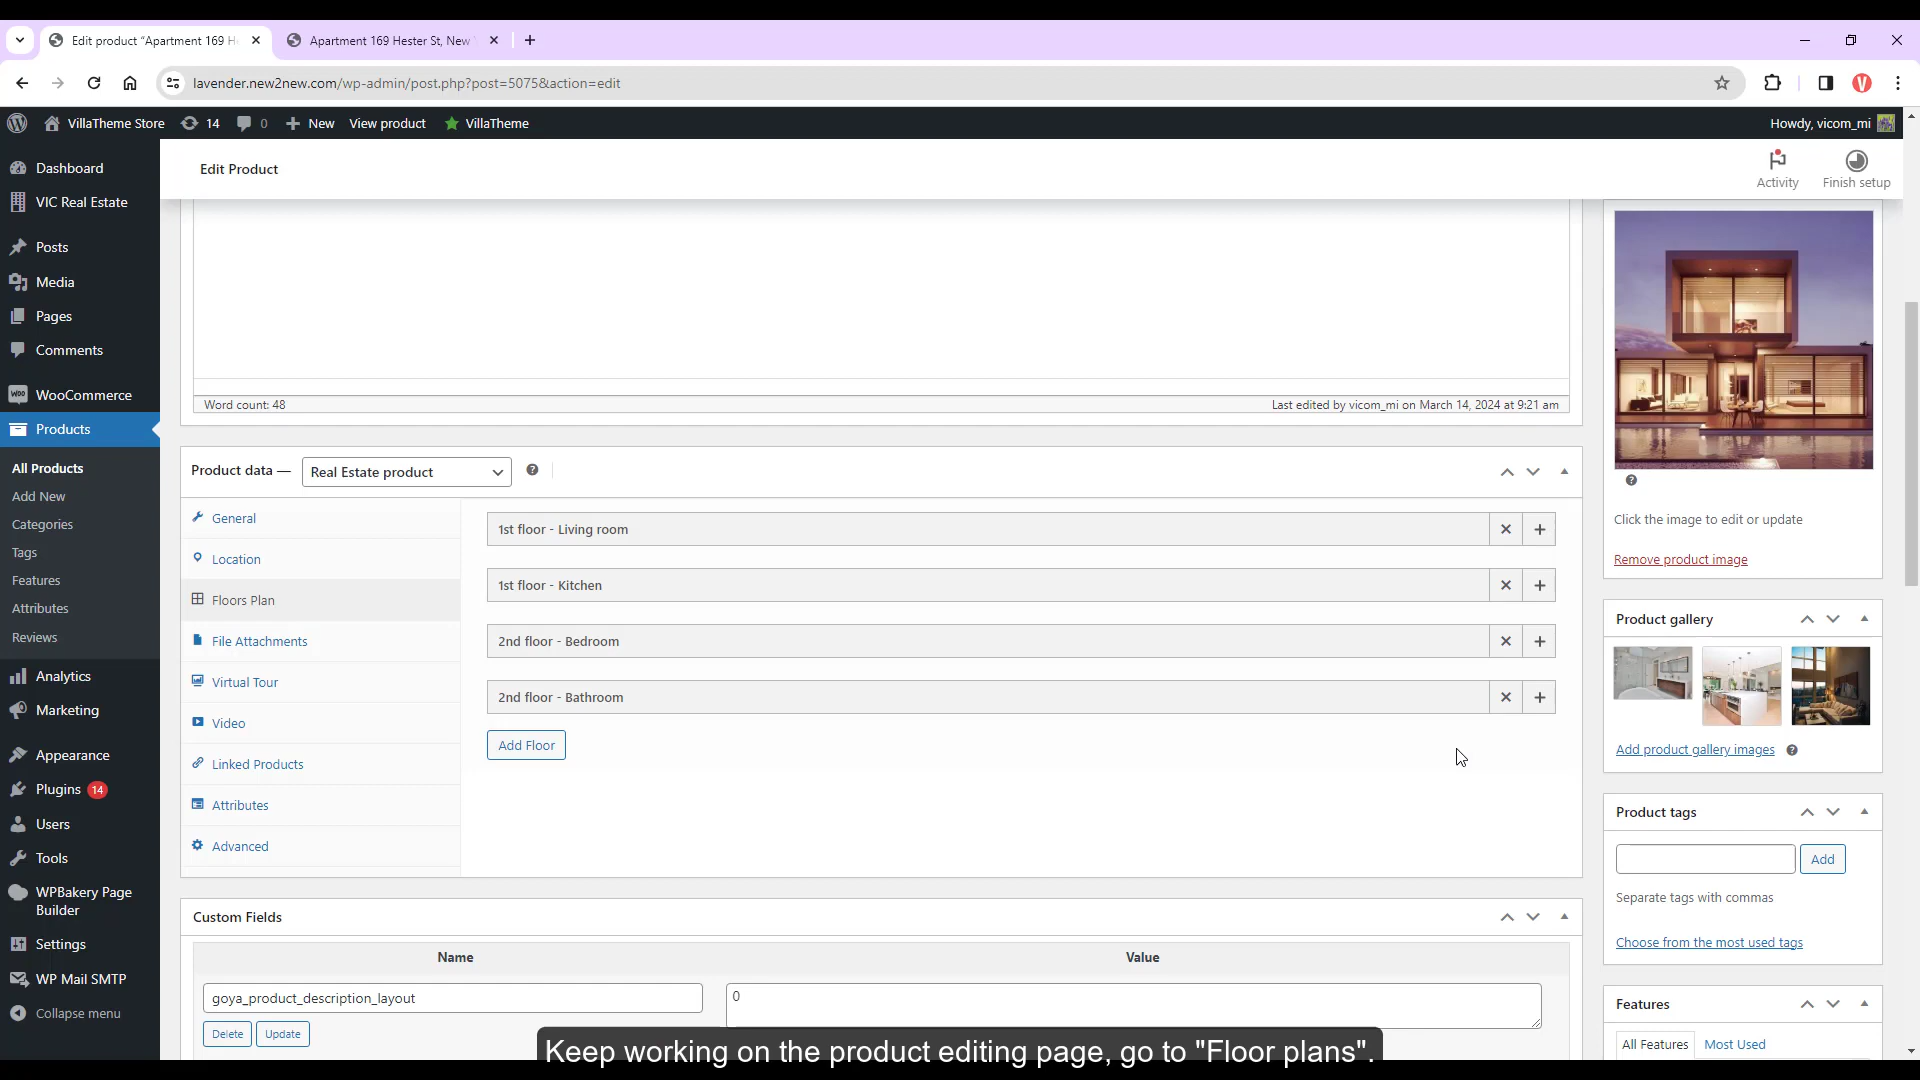 Edit product “Apartment 169 H
Apartment 169 Hester St, New
lavender.new2new.com/wp-admin/post.php?post=5075&action=edit
VillaTheme Store
14
0
New
View product
VillaTheme
Howdy, vicom_mi
Edit Product
Activity
Finish setup
Dashboard
VIC Real Estate
Posts
Media
Pages
Comments
WooCommerce
Products
All Products
Add New
Categories
Tags
Features
Attributes
Reviews
Analytics
Marketing
Appearance
Plugins 14
Users
Tools
WPBakery Page
Builder
Settings
WP Mail SMTP
Collapse menu
Word count: 48
Last edited by vicom_mi on March 14, 2024 at 9:21 am
Product data —
Real Estate product
General
Location
Floors Plan
File Attachments
Virtual Tour
Video
Linked Products
Attributes
Advanced
1st floor - Living room
1st floor - Kitchen
2nd floor - Bedroom
2nd floor - Bathroom
Add Floor
Custom Fields
Name
Value
goya_product_description_layout
0
Delete
Update
Click the image to edit or update
Remove product image
Product gallery
Add product gallery images
Product tags
Add
Separate tags with commas
Choose from the most used tags
Features
All Features
Most Used
Keep working on the product editing page, go to "Floor plans".